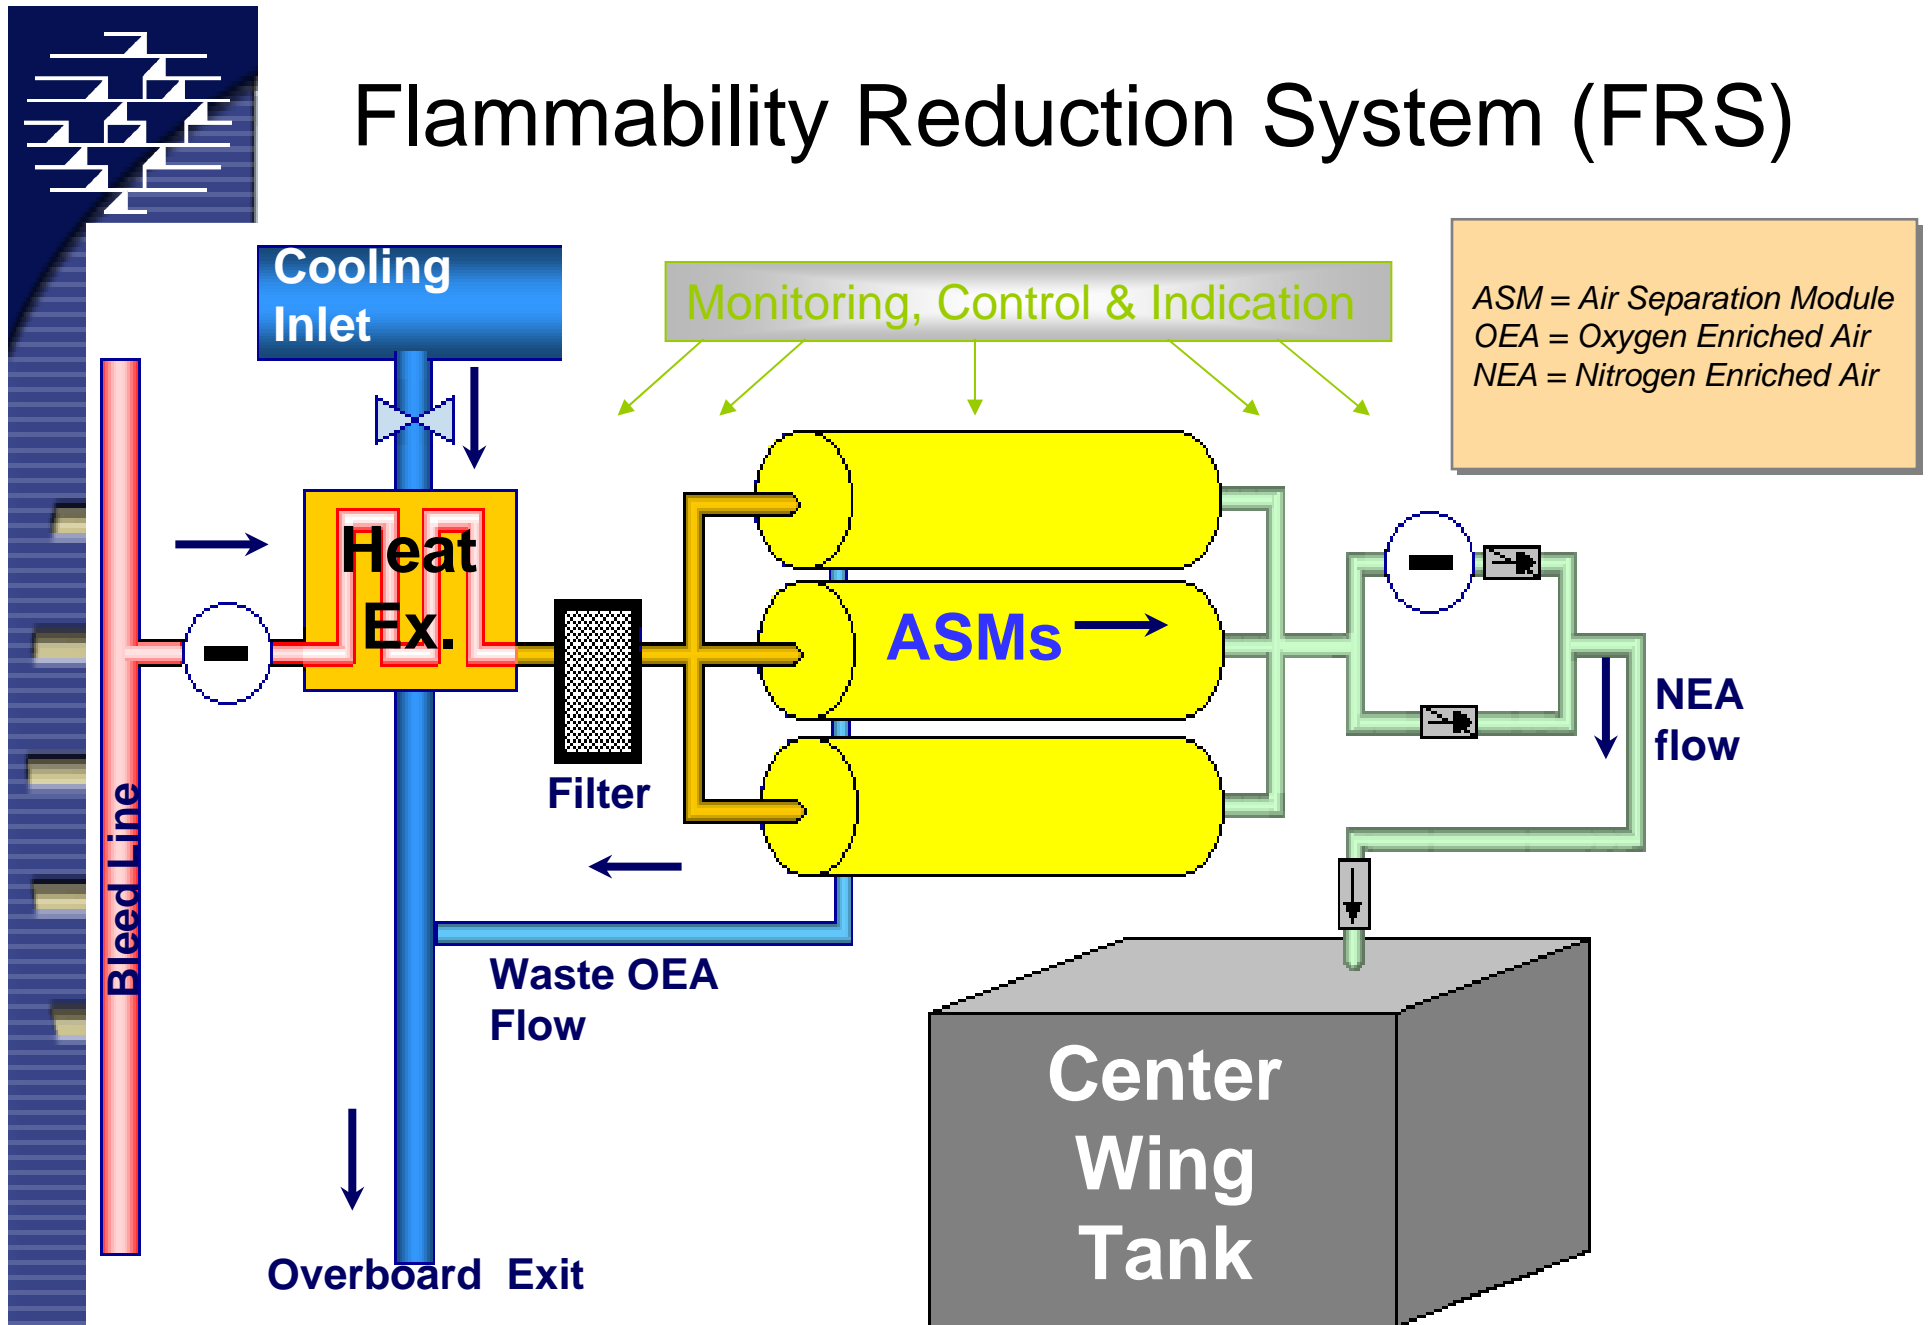 Flammability Reduction System (FRS)
Cooling
Inlet
Monitoring, Control & Indication
ASM = Air Separation Module
OEA = Oxygen Enriched Air
NEA = Nitrogen Enriched Air
Heat
Ex.
ASMs
NEA
flow
Filter
Bleed Line
Waste OEA
Flow
Center
Wing
Tank
Overboard Exit